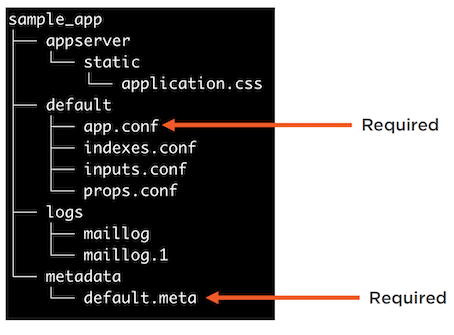 sample_app
appserver
static
application.css
default
app.conf Required
indexes.conf
inputs.conf
props.conf
logs
maillog
maillog.1
metadata
default.meta Required